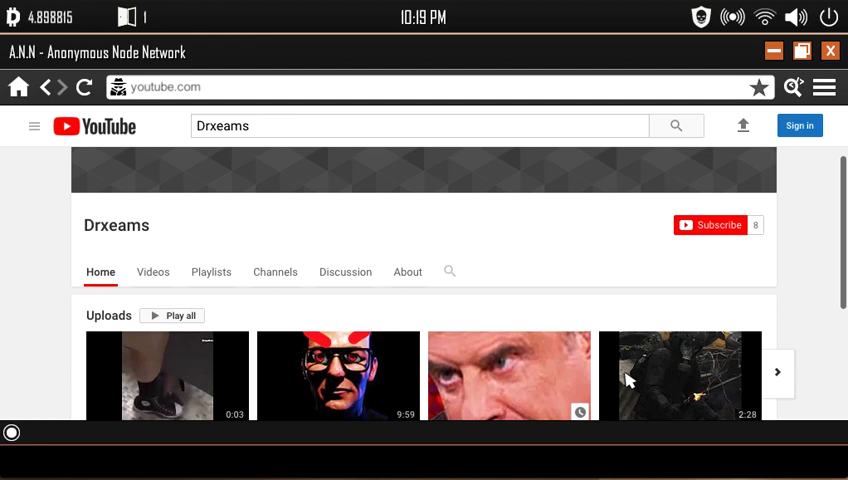 4.898815
1
10:19 PM
A.N.N - Anonymous Node Network
youtube.com
YouTube
Drxeams
Sign in
Drxeams
Subscribe
8
Home
Videos
Playlists
Channels
Discussion
About
Uploads
Play all
0:03
9:59
2:28